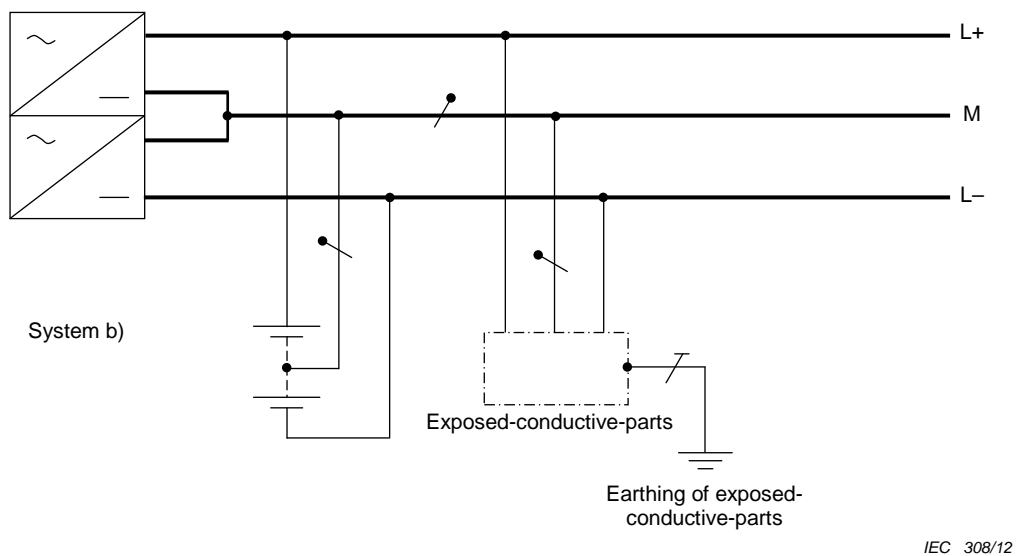 L+
M
L–
System b)
Exposed-conductive-parts
Earthing of exposed-
conductive-parts
IEC 308/12